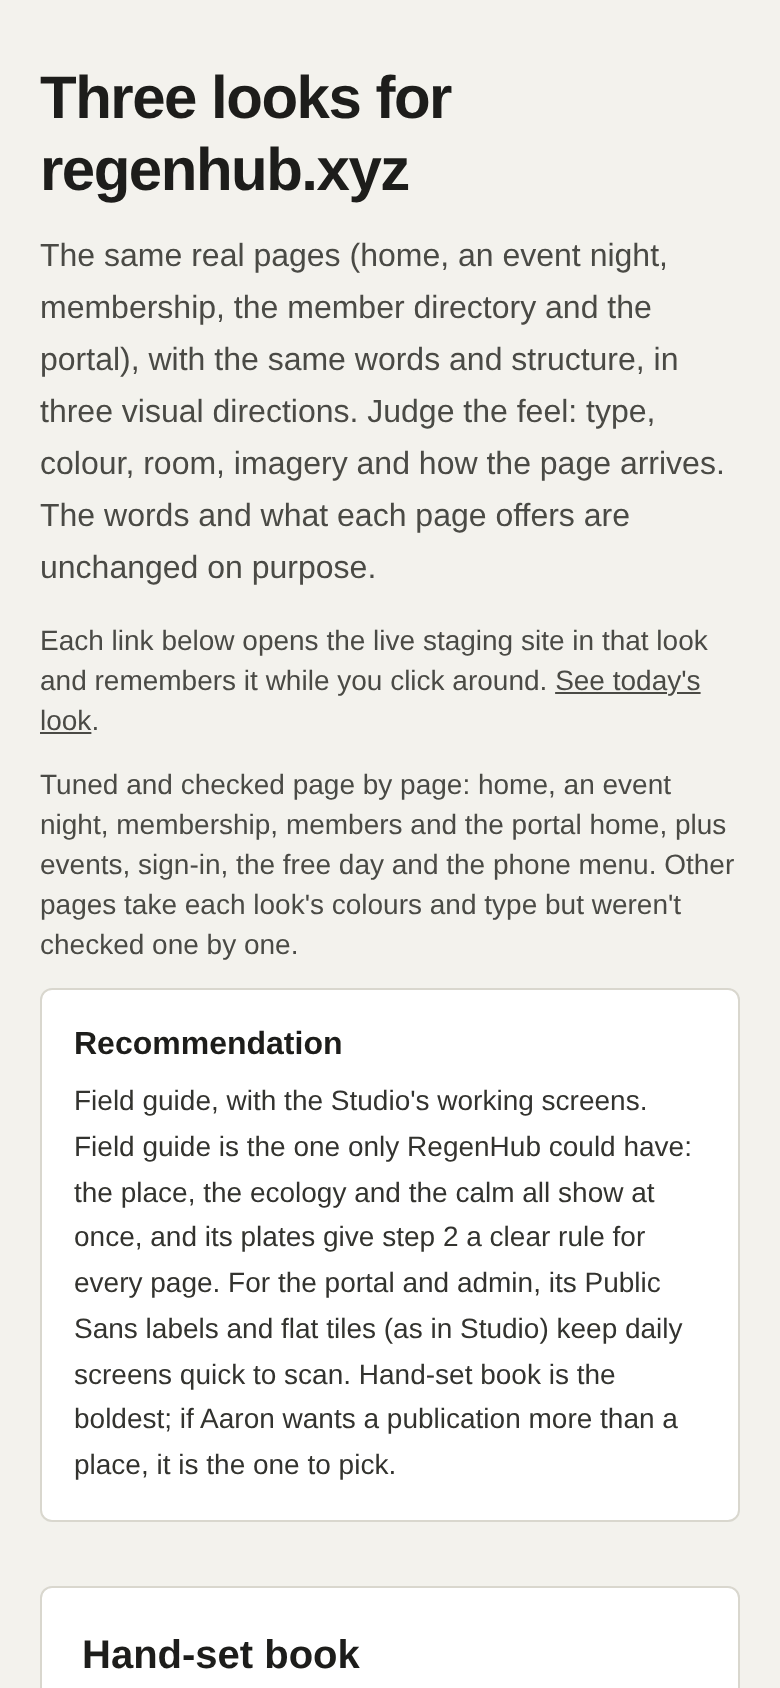 Three looks for
regenhub.xyz
The same real pages (home, an event night,
membership, the member directory and the
portal), with the same words and structure, in
three visual directions. Judge the feel: type,
colour, room, imagery and how the page arrives.
The words and what each page offers are
unchanged on purpose.
Each link below opens the live staging site in that look
and remembers it while you click around. See today's
look.
Tuned and checked page by page: home, an event
night, membership, members and the portal home, plus
events, sign-in, the free day and the phone menu. Other
pages take each look's colours and type but weren't
checked one by one.
Recommendation
Field guide, with the Studio's working screens.
Field guide is the one only RegenHub could have:
the place, the ecology and the calm all show at
once, and its plates give step 2 a clear rule for
every page. For the portal and admin, its Public
Sans labels and flat tiles (as in Studio) keep daily
screens quick to scan. Hand-set book is the
boldest; if Aaron wants a publication more than a
place, it is the one to pick.
Hand-set book